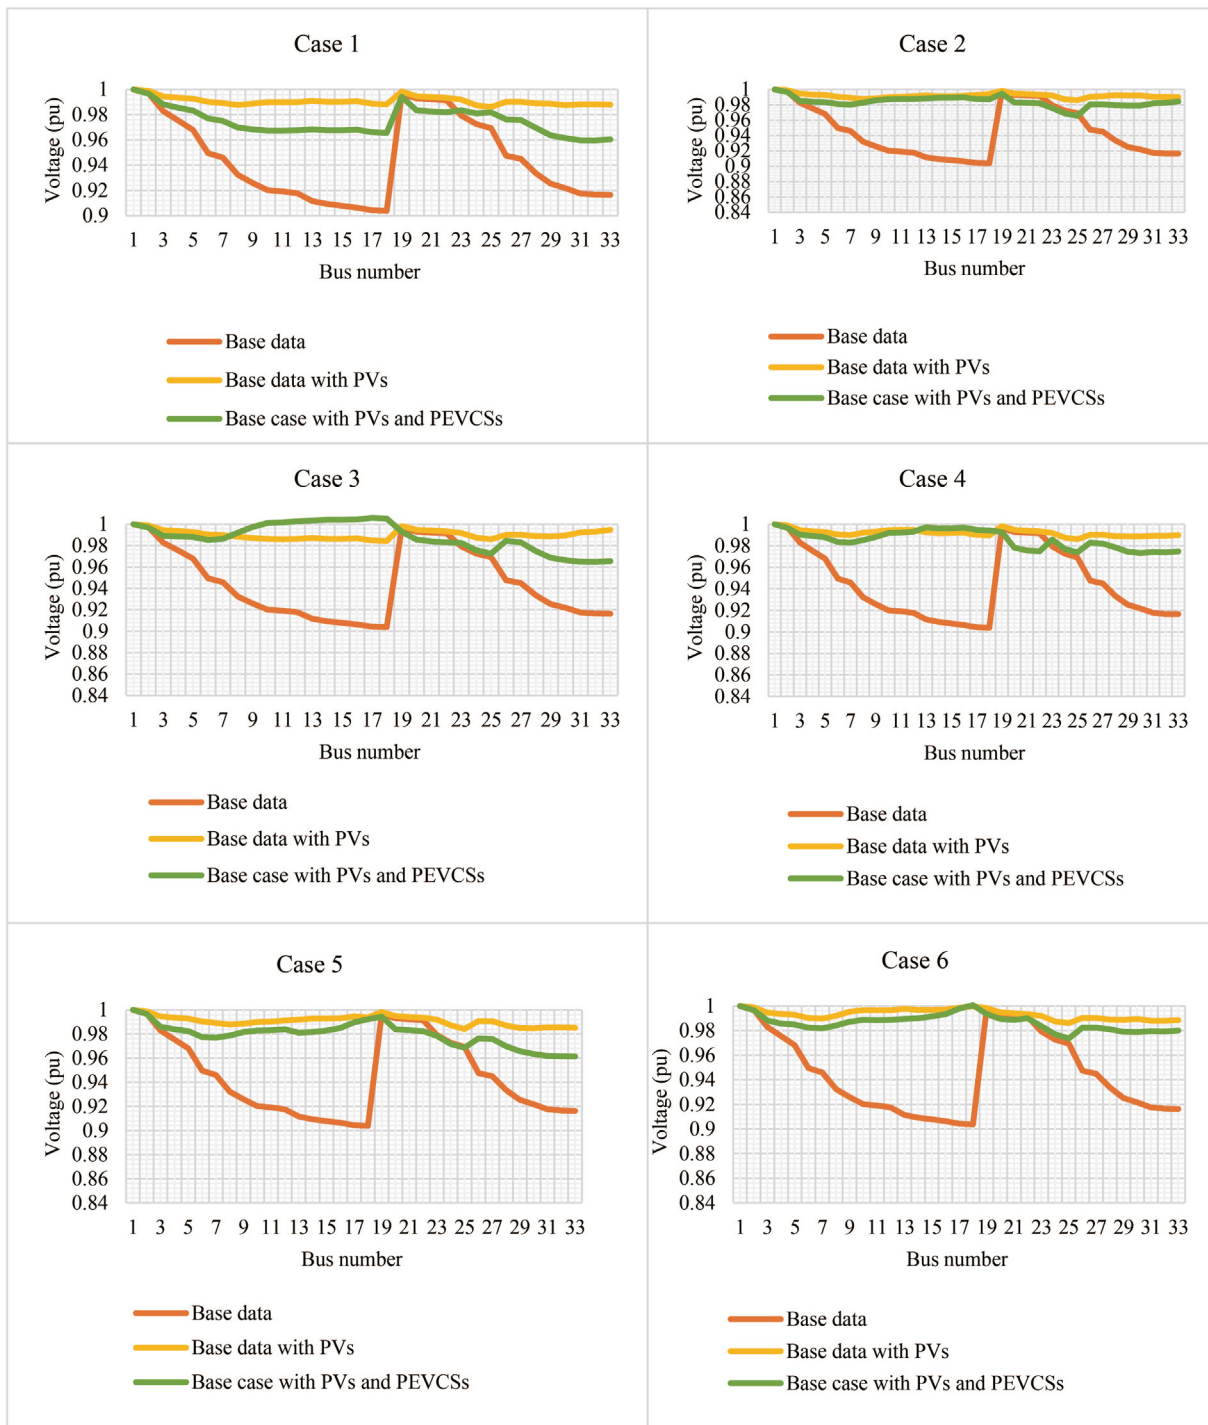 Case 1
Voltage (pu)
1
0.98
0.96
0.94
0.92
0.9
1 3 5 7 9 11 13 15 17 19 21 23 25 27 29 31 33
Bus number
Base data
Base data with PVs
Base case with PVs and PEVCSs
Case 2
Voltage (pu)
1
0.98
0.96
0.94
0.92
0.9
0.88
0.86
0.84
1 3 5 7 9 11 13 15 17 19 21 23 25 27 29 31 33
Bus number
Base data
Base data with PVs
Base case with PVs and PEVCSs
Case 3
Voltage (pu)
1
0.98
0.96
0.94
0.92
0.9
0.88
0.86
0.84
1 3 5 7 9 11 13 15 17 19 21 23 25 27 29 31 33
Bus number
Base data
Base data with PVs
Base case with PVs and PEVCSs
Case 4
Voltage (pu)
1
0.98
0.96
0.94
0.92
0.9
0.88
0.86
0.84
1 3 5 7 9 11 13 15 17 19 21 23 25 27 29 31 33
Bus number
Base data
Base data with PVs
Base case with PVs and PEVCSs
Case 5
Voltage (pu)
1
0.98
0.96
0.94
0.92
0.9
0.88
0.86
0.84
1 3 5 7 9 11 13 15 17 19 21 23 25 27 29 31 33
Bus number
Base data
Base data with PVs
Base case with PVs and PEVCSs
Case 6
Voltage (pu)
1
0.98
0.96
0.94
0.92
0.9
0.88
0.86
0.84
1 3 5 7 9 11 13 15 17 19 21 23 25 27 29 31 33
Bus number
Base data
Base data with PVs
Base case with PVs and PEVCSs